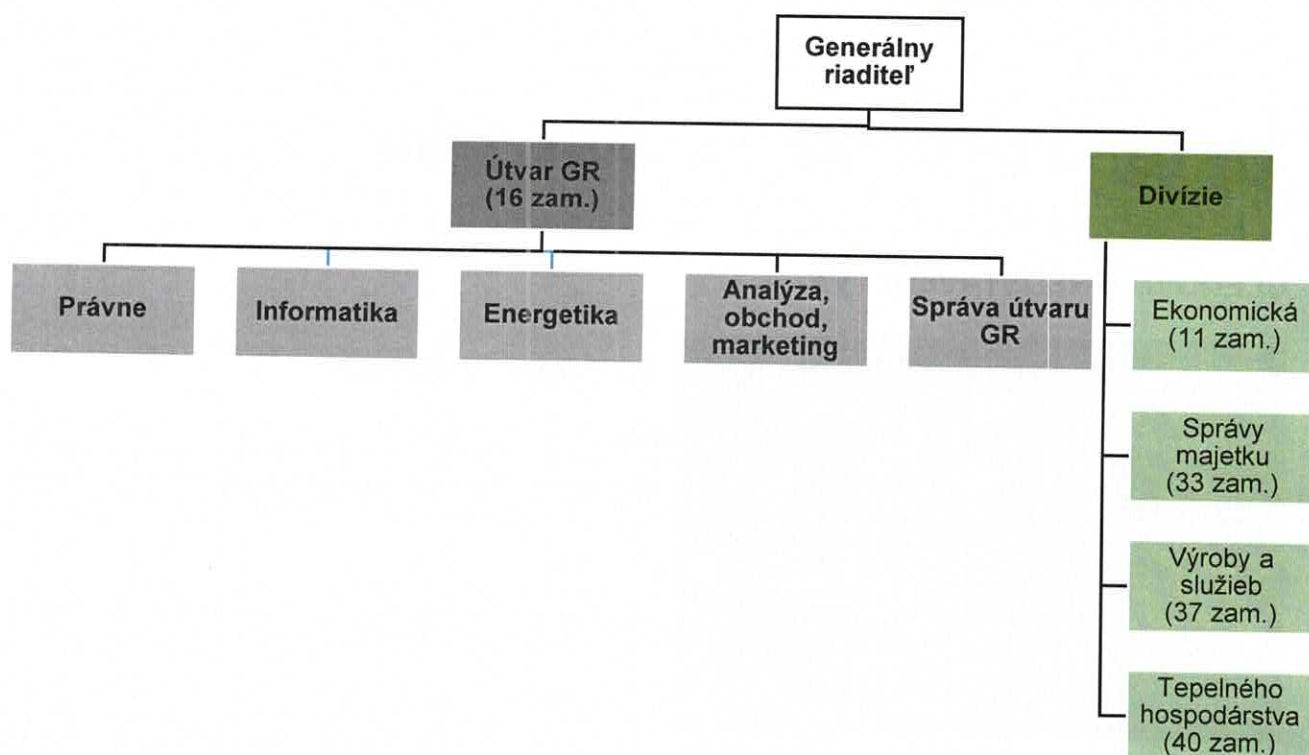 Generálny
riaditeľ
Útvar GR
(16 zam.)
Divízie
Právne
Informatika
Energetika
Analýza,
obchod,
marketing
Správa útvaru
GR
Ekonomická
(11 zam.)
Správy
majetku
(33 zam.)
Výroby a
služieb
(37 zam.)
Tepelného
hospodárstva
(40 zam.)